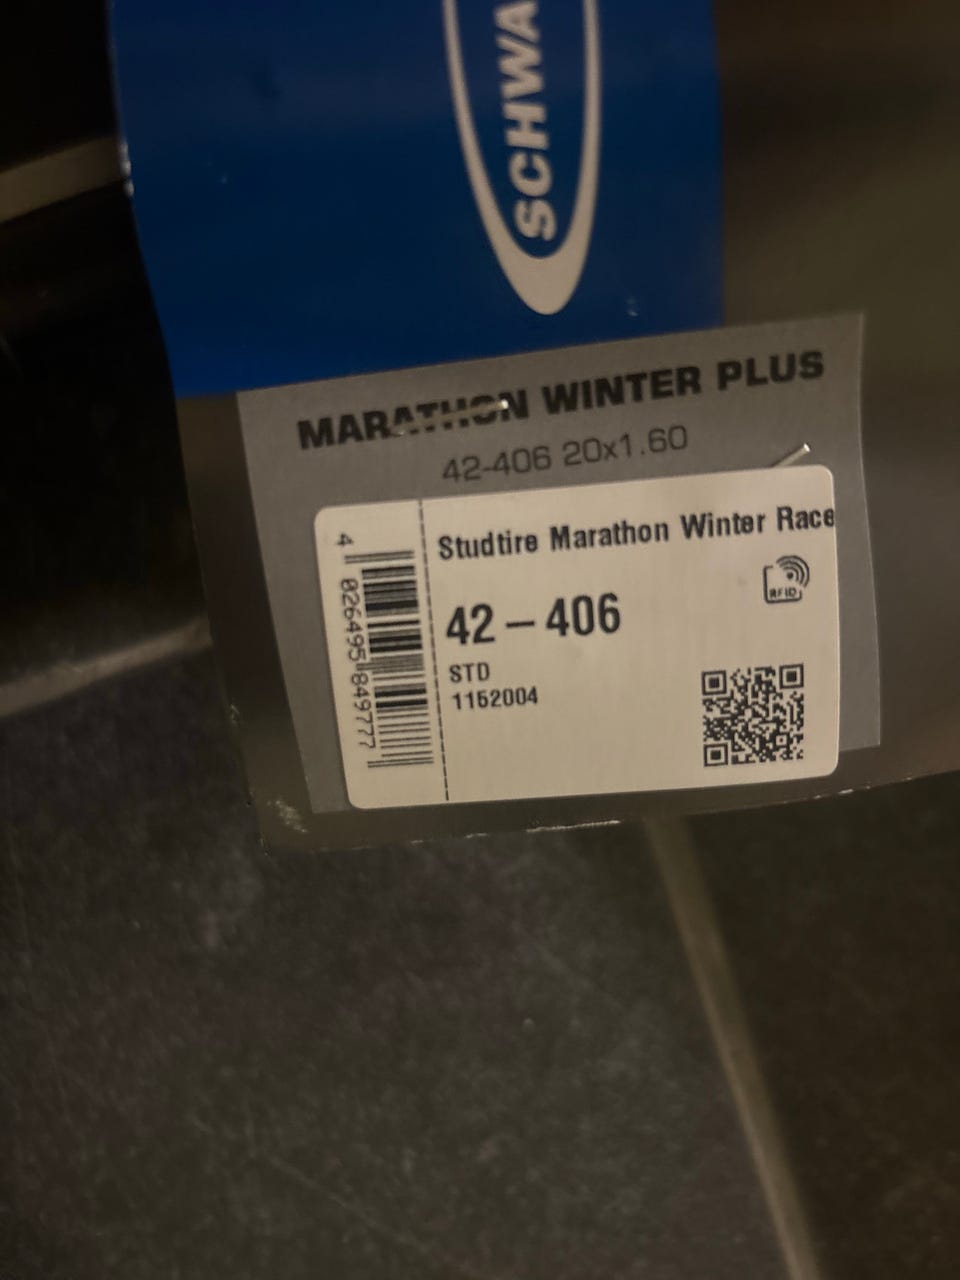 SCHWA
MARATHON WINTER PLUS
42-406 20x1.60
Studtire Marathon Winter Race
RFID
42 – 406
STD
1152004
4 026495 849777